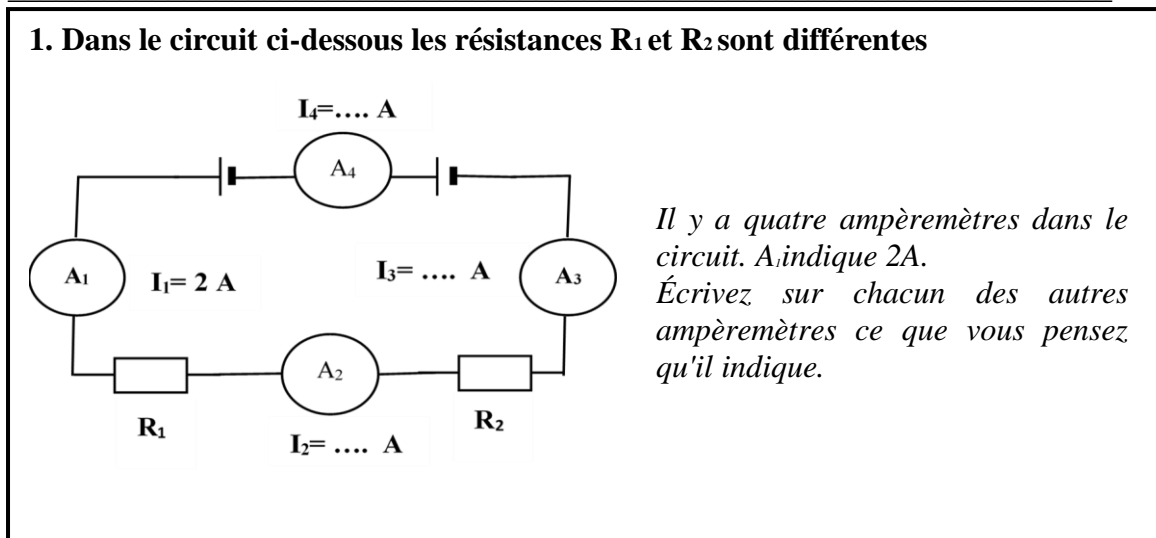 1. Dans le circuit ci-dessous les résistances R₁ et R₂ sont différentes
I₄=.... A
A₄
A₁
I₁= 2 A
I₃= .... A
A₃
A₂
R₁
R₂
I₂= .... A
Il y a quatre ampèremètres dans le
circuit. A₁indique 2A.
Écrivez sur chacun des autres
ampèremètres ce que vous pensez
qu'il indique.